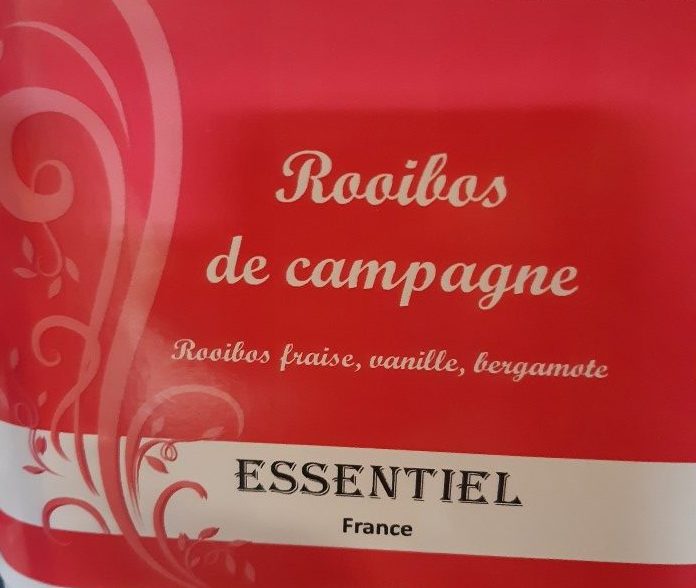 Rooibos
de campagne
Rooibos fraise, vanille, bergamote
ESSENTIEL
France